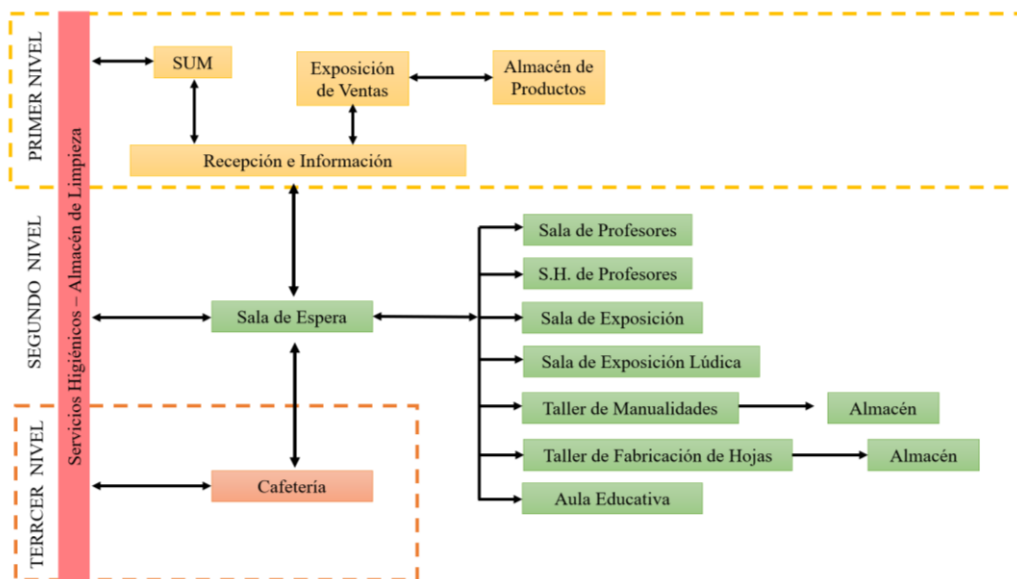 PRIMER NIVEL
SUM
Exposición
de Ventas
Almacén de
Productos
Recepción e Información
Servicios Higiénicos – Almacén de Limpieza
SEGUNDO NIVEL
Sala de Espera
Sala de Profesores
S.H. de Profesores
Sala de Exposición
Sala de Exposición Lúdica
Taller de Manualidades
Almacén
Taller de Fabricación de Hojas
Almacén
Aula Educativa
TERRCER NIVEL
Cafetería